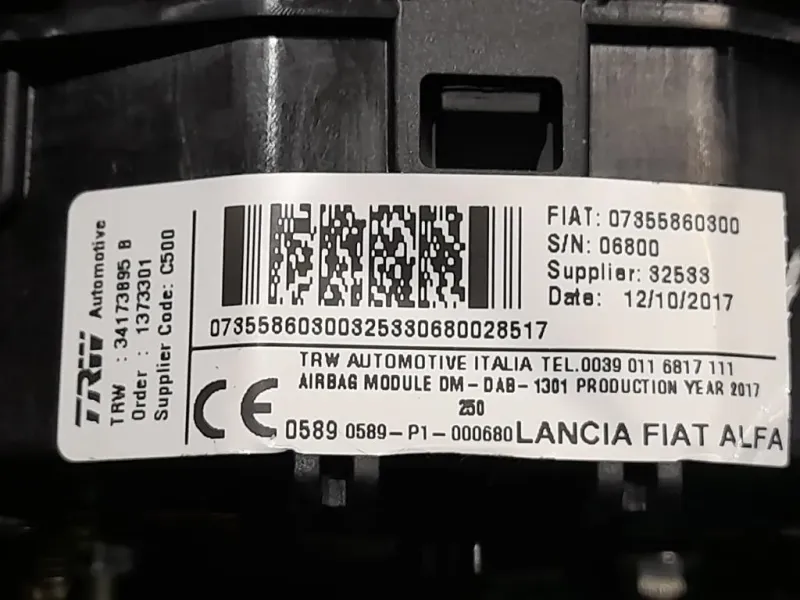 TRW Automotive
TRW : 34173895 B
Order : 1373301
Supplier Code: C500
FIAT: 07355860300
S/N: 06800
Supplier: 32533
Date: 12/10/2017
07355860300325330680028517
TRW AUTOMOTIVE ITALIA TEL.0039 011 6817 111
AIRBAG MODULE DM-DAB-1301 PRODUCTION YEAR 2017
250
CE 0589 0589-P1-000680 LANCIA FIAT ALFA